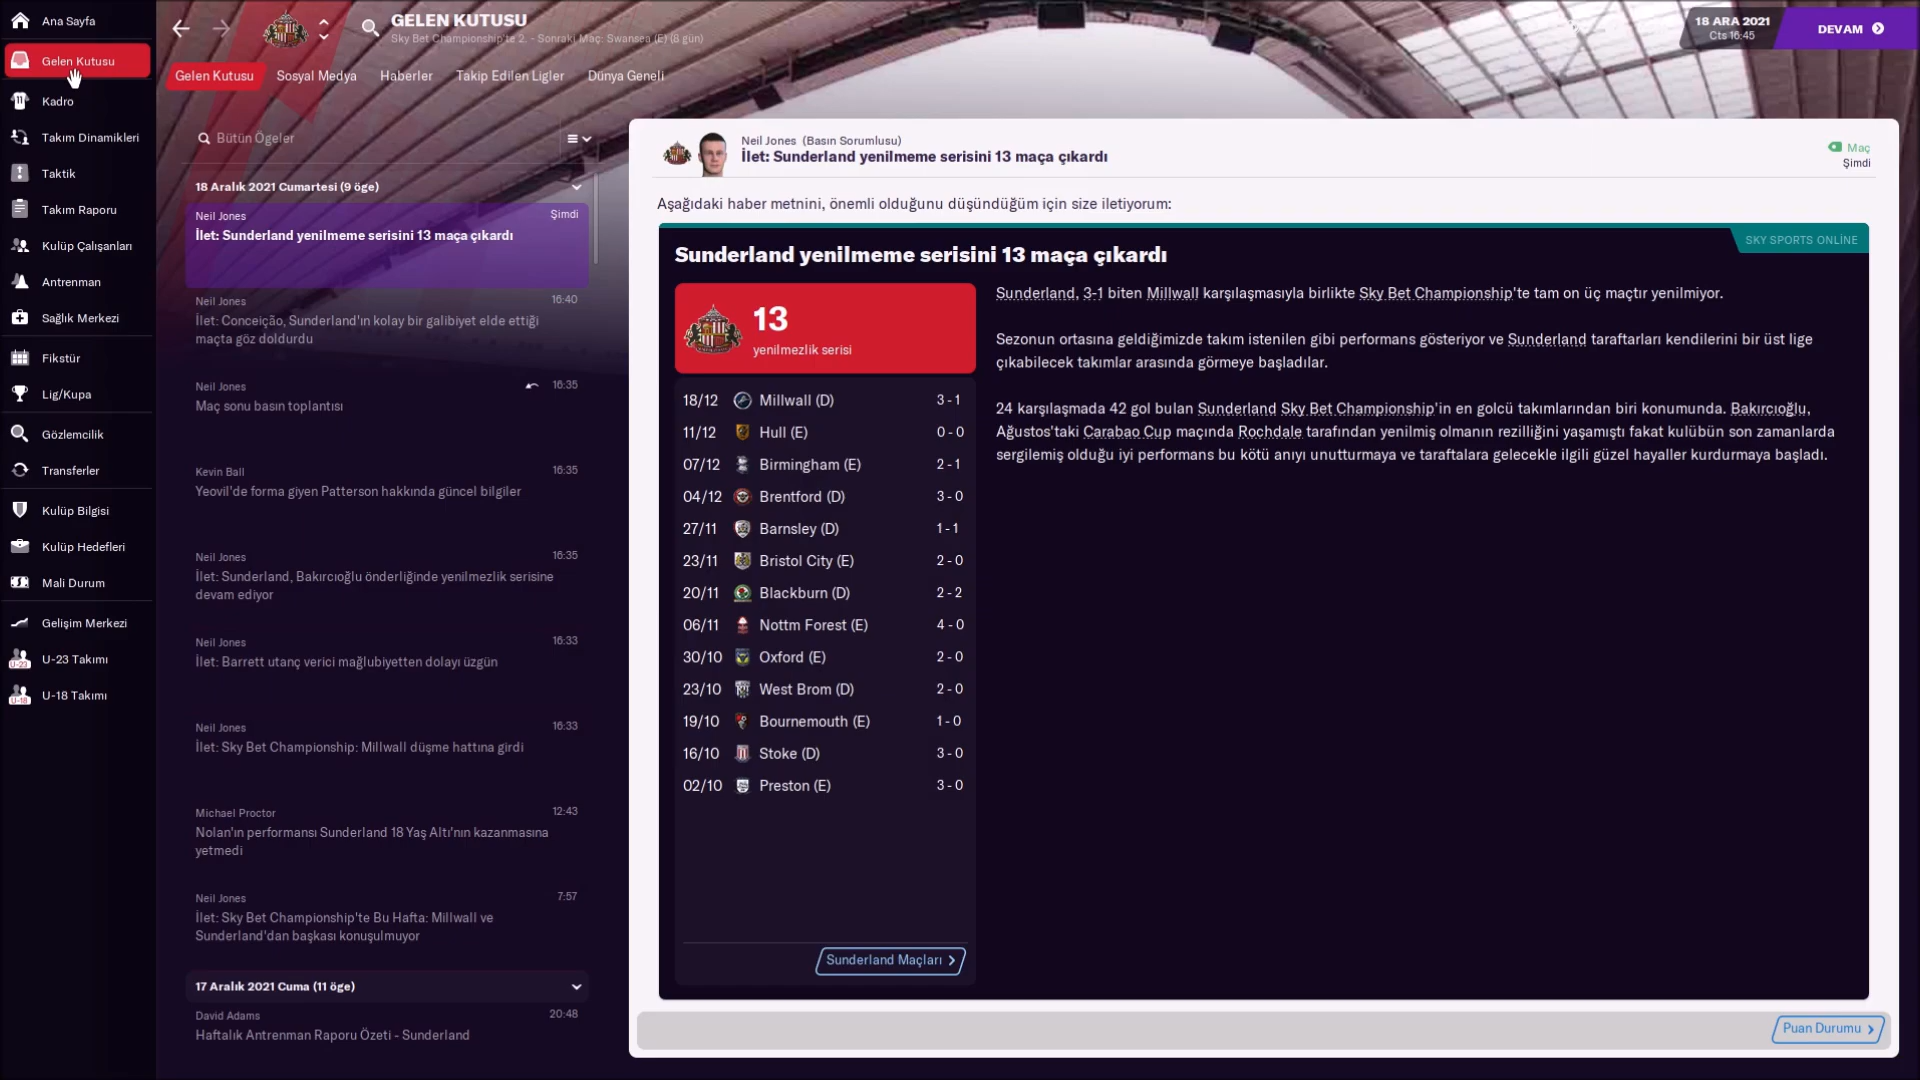 Ana Sayfa
Gelen Kutusu
Kadro
Takım Dinamikleri
Taktik
Takım Raporu
Kulüp Çalışanları
Antrenman
Sağlık Merkezi
Fikstür
Lig/Kupa
Gözlemcilik
Transferler
Kulüp Bilgisi
Kulüp Hedefleri
Mali Durum
Gelişim Merkezi
U-23 Takımı
U-18 Takımı
GELEN KUTUSU
Sky Bet Championship'te 2. - Sonraki Maç: Swansea (E) (8 gün)
18 ARA 2021
Cts 16:45
DEVAM
Gelen Kutusu Sosyal Medya Haberler Takip Edilen Ligler Dünya Geneli
Bütün Ögeler
18 Aralık 2021 Cumartesi (9 öge)
Neil Jones Şimdi
İlet: Sunderland yenilmeme serisini 13 maça çıkardı
Neil Jones 16:40
İlet: Conceição, Sunderland'ın kolay bir galibiyet elde ettiği
maçta göz doldurdu
Neil Jones 16:35
Maç sonu basın toplantısı
Kevin Ball 16:35
Yeovil'de forma giyen Patterson hakkında güncel bilgiler
Neil Jones 16:35
İlet: Sunderland, Bakırcıoğlu önderliğinde yenilmezlik serisine
devam ediyor
Neil Jones 16:33
İlet: Barrett utanç verici mağlubiyetten dolayı üzgün
Neil Jones 16:33
İlet: Sky Bet Championship: Millwall düşme hattına girdi
Michael Proctor 12:43
Nolan'ın performansı Sunderland 18 Yaş Altı'nın kazanmasına
yetmedi
Neil Jones 7:57
İlet: Sky Bet Championship'te Bu Hafta: Millwall ve
Sunderland'dan başkası konuşulmuyor
17 Aralık 2021 Cuma (11 öge)
David Adams 20:48
Haftalık Antrenman Raporu Özeti - Sunderland
Neil Jones (Basın Sorumlusu)
İlet: Sunderland yenilmeme serisini 13 maça çıkardı
Maç
Şimdi
Aşağıdaki haber metnini, önemli olduğunu düşündüğüm için size iletiyorum:
SKY SPORTS ONLİNE
Sunderland yenilmeme serisini 13 maça çıkardı
13
yenilmezlik serisi
18/12 Millwall (D) 3 - 1
11/12 Hull (E) 0 - 0
07/12 Birmingham (E) 2 - 1
04/12 Brentford (D) 3 - 0
27/11 Barnsley (D) 1 - 1
23/11 Bristol City (E) 2 - 0
20/11 Blackburn (D) 2 - 2
06/11 Nottm Forest (E) 4 - 0
30/10 Oxford (E) 2 - 0
23/10 West Brom (D) 2 - 0
19/10 Bournemouth (E) 1 - 0
16/10 Stoke (D) 3 - 0
02/10 Preston (E) 3 - 0
Sunderland Maçları
Sunderland, 3-1 biten Millwall karşılaşmasıyla birlikte Sky Bet Championship'te tam on üç maçtır yenilmiyor.
Sezonun ortasına geldiğimizde takım istenilen gibi performans gösteriyor ve Sunderland taraftarları kendilerini bir üst lige
çıkabilecek takımlar arasında görmeye başladılar.
24 karşılaşmada 42 gol bulan Sunderland Sky Bet Championship'in en golcü takımlarından biri konumunda. Bakırcıoğlu,
Ağustos'taki Carabao Cup maçında Rochdale tarafından yenilmiş olmanın rezilliğini yaşamıştı fakat kulübün son zamanlarda
sergilemiş olduğu iyi performans bu kötü anıyı unutturmaya ve taraftalara gelecekle ilgili güzel hayaller kurdurmaya başladı.
Puan Durumu